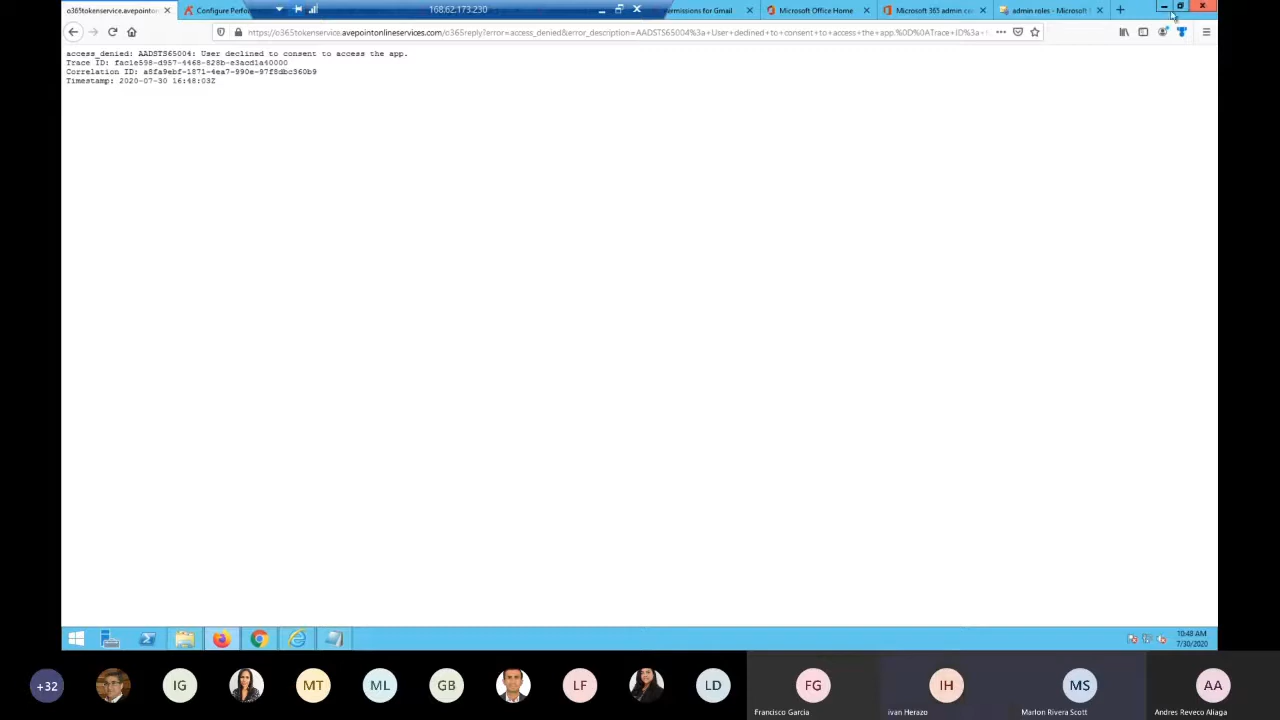 o365tokenservice.avepointon
Configure Perfo
168.62.173.230
ermissions for Gmail
Microsoft Office Home
Microsoft 365 admin ce
admin roles - Microsoft
https://o365tokenservice.avepointonlineservices.com/o365reply?error=access_denied&error_description=AADSTS65004%3a+User+declined+to+consent+to+access+the+app.%0D%0ATrace+ID%3a+
access_denied: AADSTS65004: User declined to consent to access the app.
Trace ID: fac1e598-d957-4468-828b-e3acd1a40000
Correlation ID: a8fa9ebf-1871-4ea7-990e-97f8dbc360b9
Timestamp: 2020-07-30 16:48:03Z
10:48 AM
7/30/2020
+32
IG
MT
ML
GB
LF
LD
FG
IH
MS
AA
Francisco Garcia
ivan Herazo
Marlon Rivera Scott
Andres Reveco Aliaga